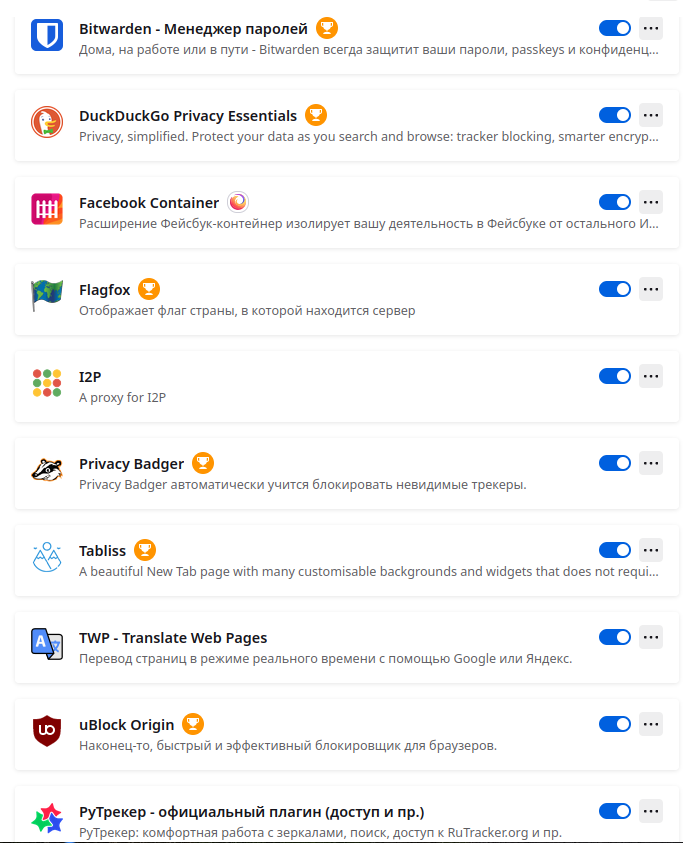 Bitwarden - Менеджер паролей
Дома, на работе или в пути - Bitwarden всегда защитит ваши пароли, passkeys и конфиденц...
DuckDuckGo Privacy Essentials
Privacy, simplified. Protect your data as you search and browse: tracker blocking, smarter encryp...
Facebook Container
Расширение Фейсбук-контейнер изолирует вашу деятельность в Фейсбуке от остального И...
Flagfox
Отображает флаг страны, в которой находится сервер
I2P
A proxy for I2P
Privacy Badger
Privacy Badger автоматически учится блокировать невидимые трекеры.
Tabliss
A beautiful New Tab page with many customisable backgrounds and widgets that does not requi...
TWP - Translate Web Pages
Перевод страниц в режиме реального времени с помощью Google или Яндекс.
uBlock Origin
Наконец-то, быстрый и эффективный блокировщик для браузеров.
РуТрекер - официальный плагин (доступ и пр.)
РуТрекер: комфортная работа с зеркалами, поиск, доступ к RuTracker.org и пр.